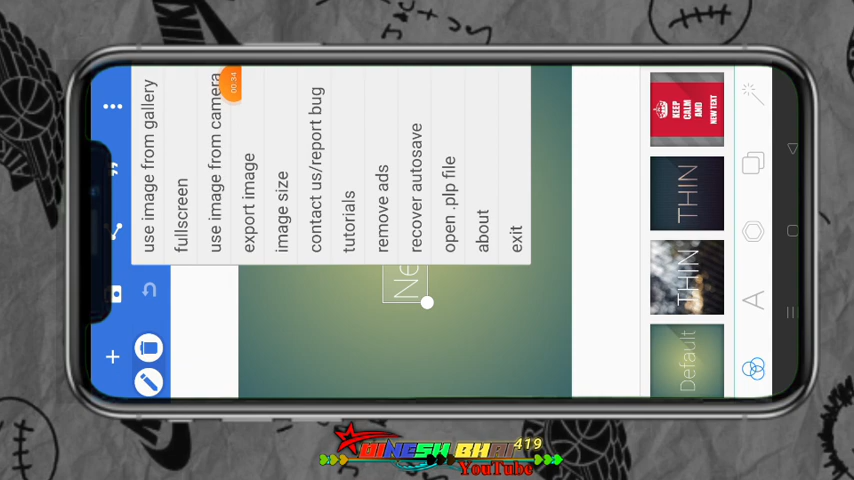 use image from gallery
fullscreen
use image from camera
export image
image size
contact us/report bug
tutorials
remove ads
recover autosave
open .plp file
about
exit
00:34
Ne
KEEP
CALM
AND
NEW TEXT
THIN
THIN
Default
A
DINESH BHAI 419
YouTube